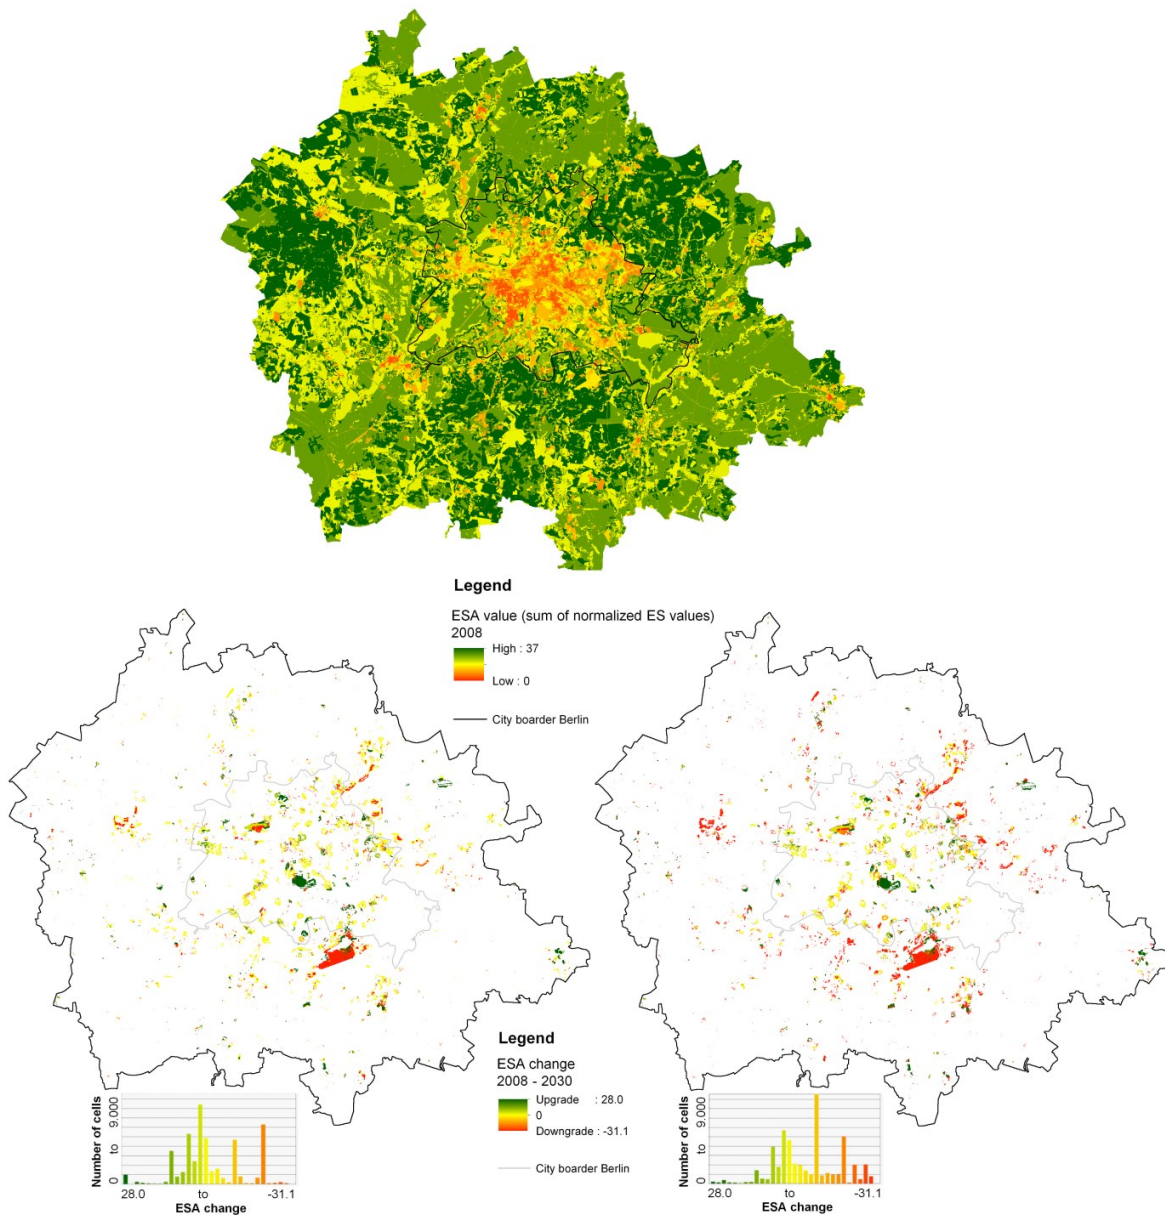 Legend
ESA value (sum of normalized ES values)
2008
High : 37
Low : 0
City boarder Berlin
Legend
ESA change
2008 - 2030
Upgrade : 28.0
0
Downgrade : -31.1
City boarder Berlin
Number of cells
0 to 9.000
28.0 to -31.1
ESA change
Number of cells
0 to 9.000
28.0 to -31.1
ESA change